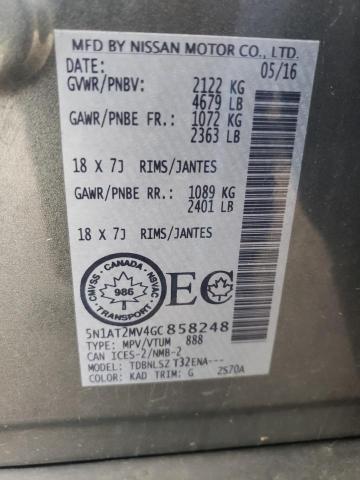 MFD BY NISSAN MOTOR CO., LTD.
DATE: 05/16
GVWR/PNBV: 2122 KG
4679 LB
GAWR/PNBE FR.: 1072 KG
2363 LB
18 X 7J RIMS/JANTES
GAWR/PNBE RR.: 1089 KG
2401 LB
18 X 7J RIMS/JANTES
CMVSS · CANADA · NSVAC
986
TRANSPORT
EC
5N1AT2MV4GC858248
TYPE: MPV/VTUM 888
CAN ICES-2/NMB-2
MODEL: TDBNLSZ T32ENA---
COLOR: KAD TRIM: G 2S70A